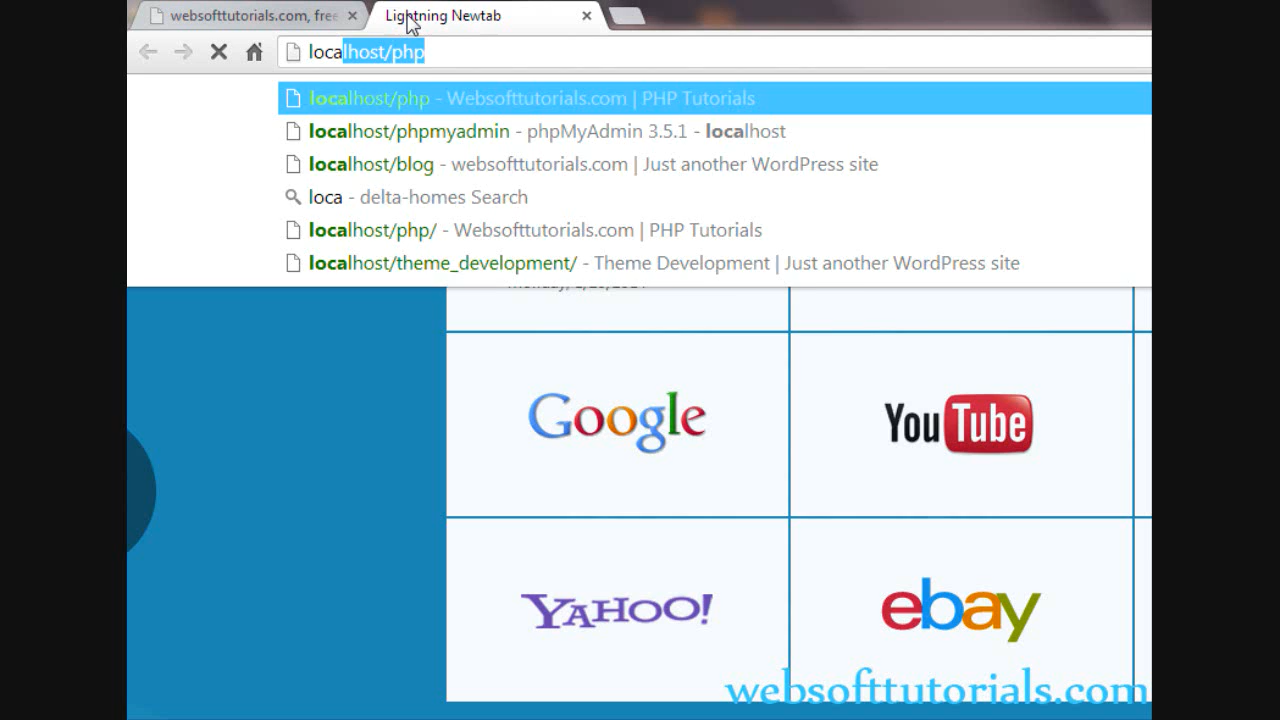 websofttutorials.com, free
Lightning Newtab
localhost/php
localhost/php - Websofttutorials.com | PHP Tutorials
localhost/phpmyadmin - phpMyAdmin 3.5.1 - localhost
localhost/blog - websofttutorials.com | Just another WordPress site
loca - delta-homes Search
localhost/php/ - Websofttutorials.com | PHP Tutorials
localhost/theme_development/ - Theme Development | Just another WordPress site
Google
YouTube
YAHOO!
ebay
websofttutorials.com